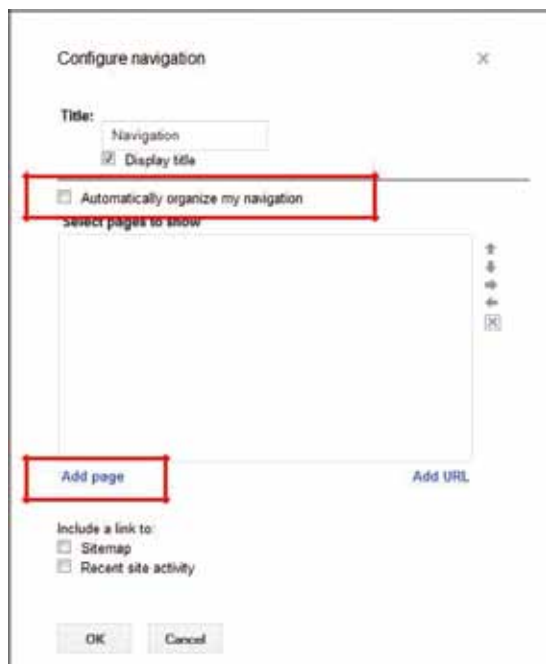 Configure navigation
Title:
Navigation
Display title
Automatically organize my navigation
Select pages to show
Add page
Add URL
Include a link to:
Sitemap
Recent site activity
OK
Cancel